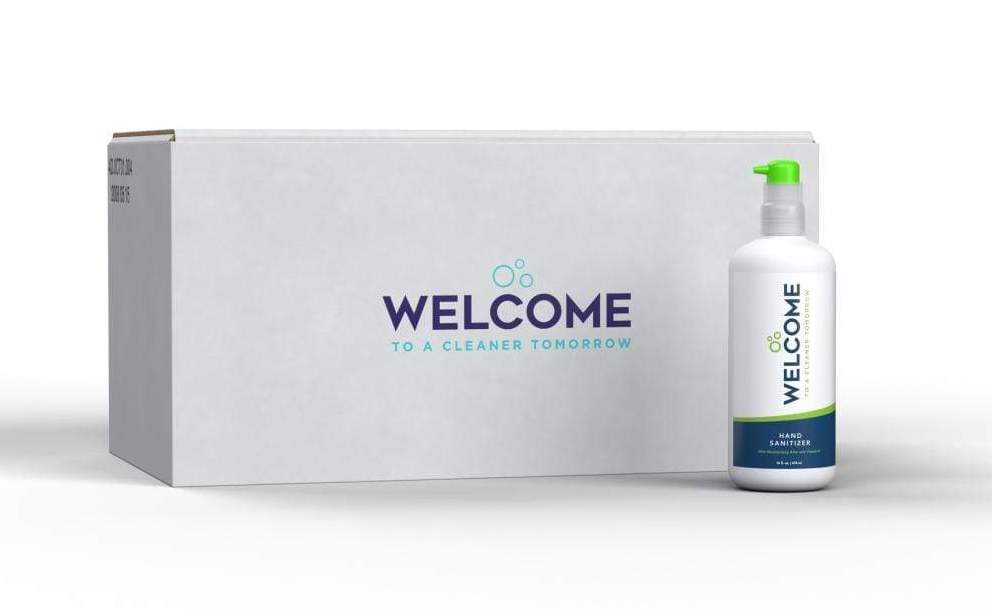 WELCOME
TO A CLEANER TOMORROW
WELCOME
TO A CLEANER TOMORROW
HAND
SANITIZER